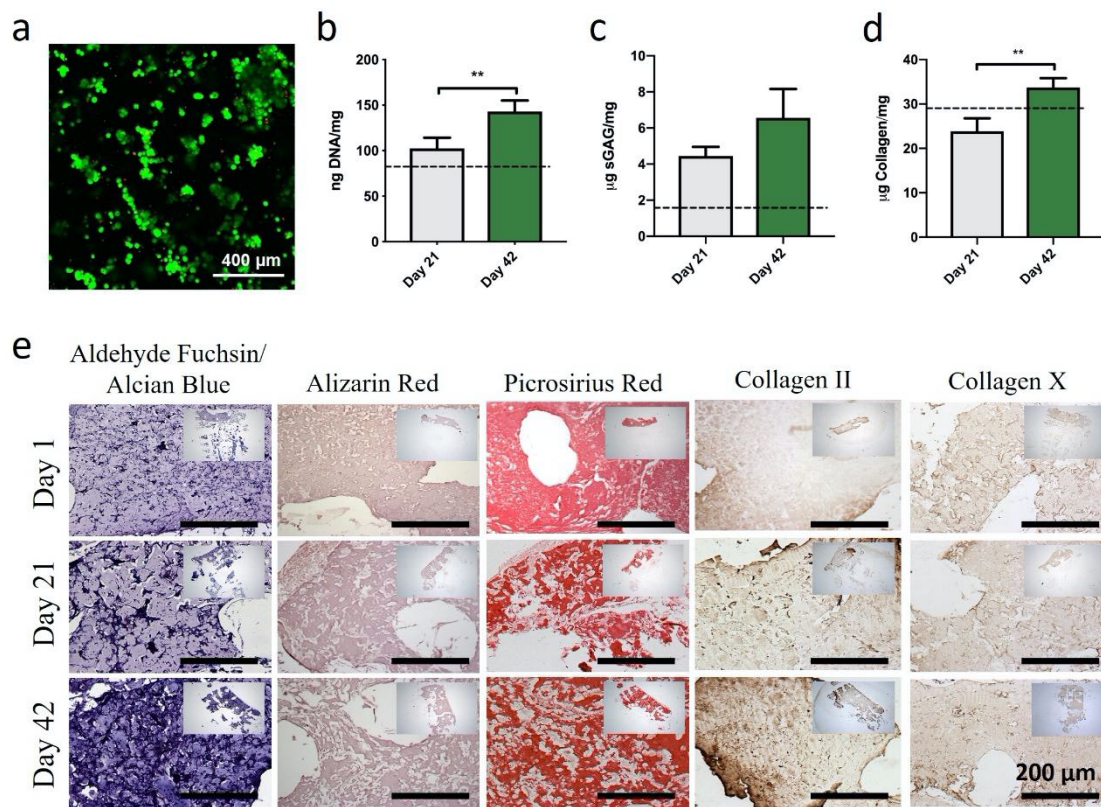 a
400 μm
b
ng DNA/mg
200
150
100
50
0
**
Day 21
Day 42
c
μg sGAG/mg
10
8
6
4
2
0
Day 21
Day 42
d
μg Collagen/mg
40
30
20
10
0
**
Day 21
Day 42
e
Aldehyde Fuchsin/
Alcian Blue
Alizarin Red
Picrosirius Red
Collagen II
Collagen X
Day 1
Day 21
Day 42
200 μm